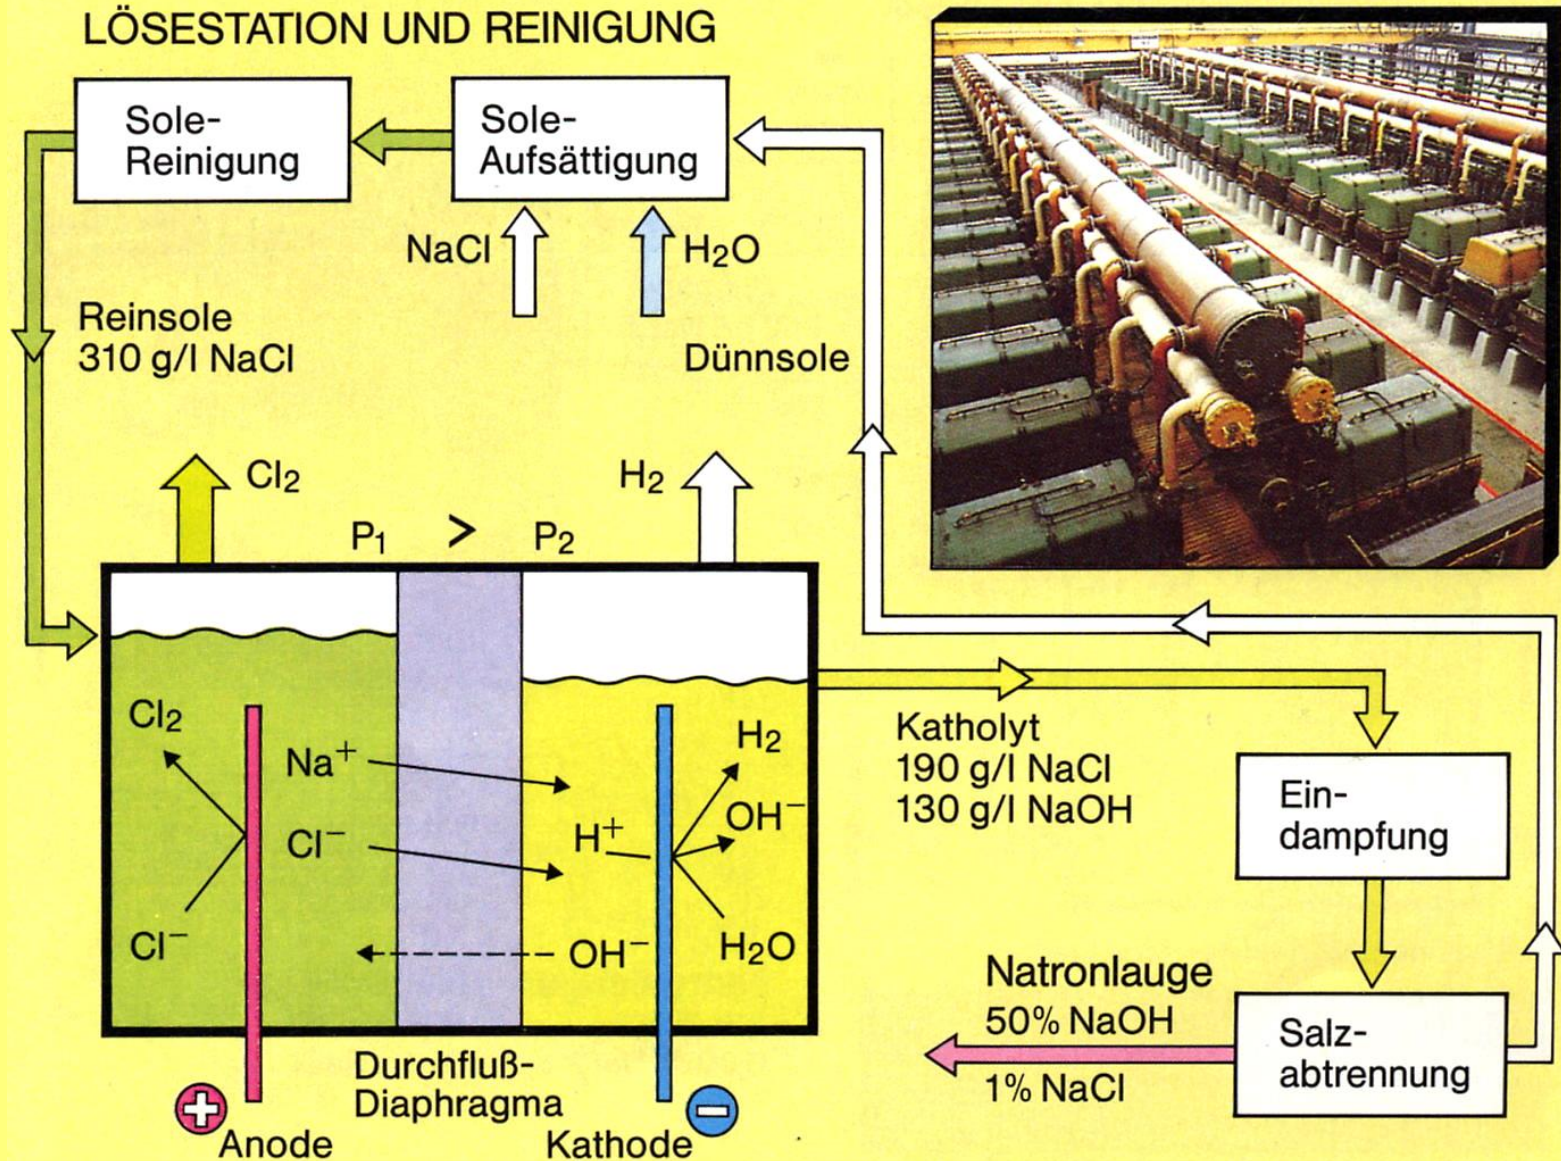 LÖSESTATION UND REINIGUNG
Sole-
Reinigung
Sole-
Aufsättigung
NaCl
H2O
Reinsole
310 g/l NaCl
Dünnsole
Cl2
H2
P1 > P2
Cl2
Na+
Cl−
Cl−
H2
OH−
H+
OH−
H2O
Katholyt
190 g/l NaCl
130 g/l NaOH
Ein-
dampfung
Natronlauge
50% NaOH
1% NaCl
Salz-
abtrennung
Durchfluß-
Diaphragma
+
−
Anode
Kathode